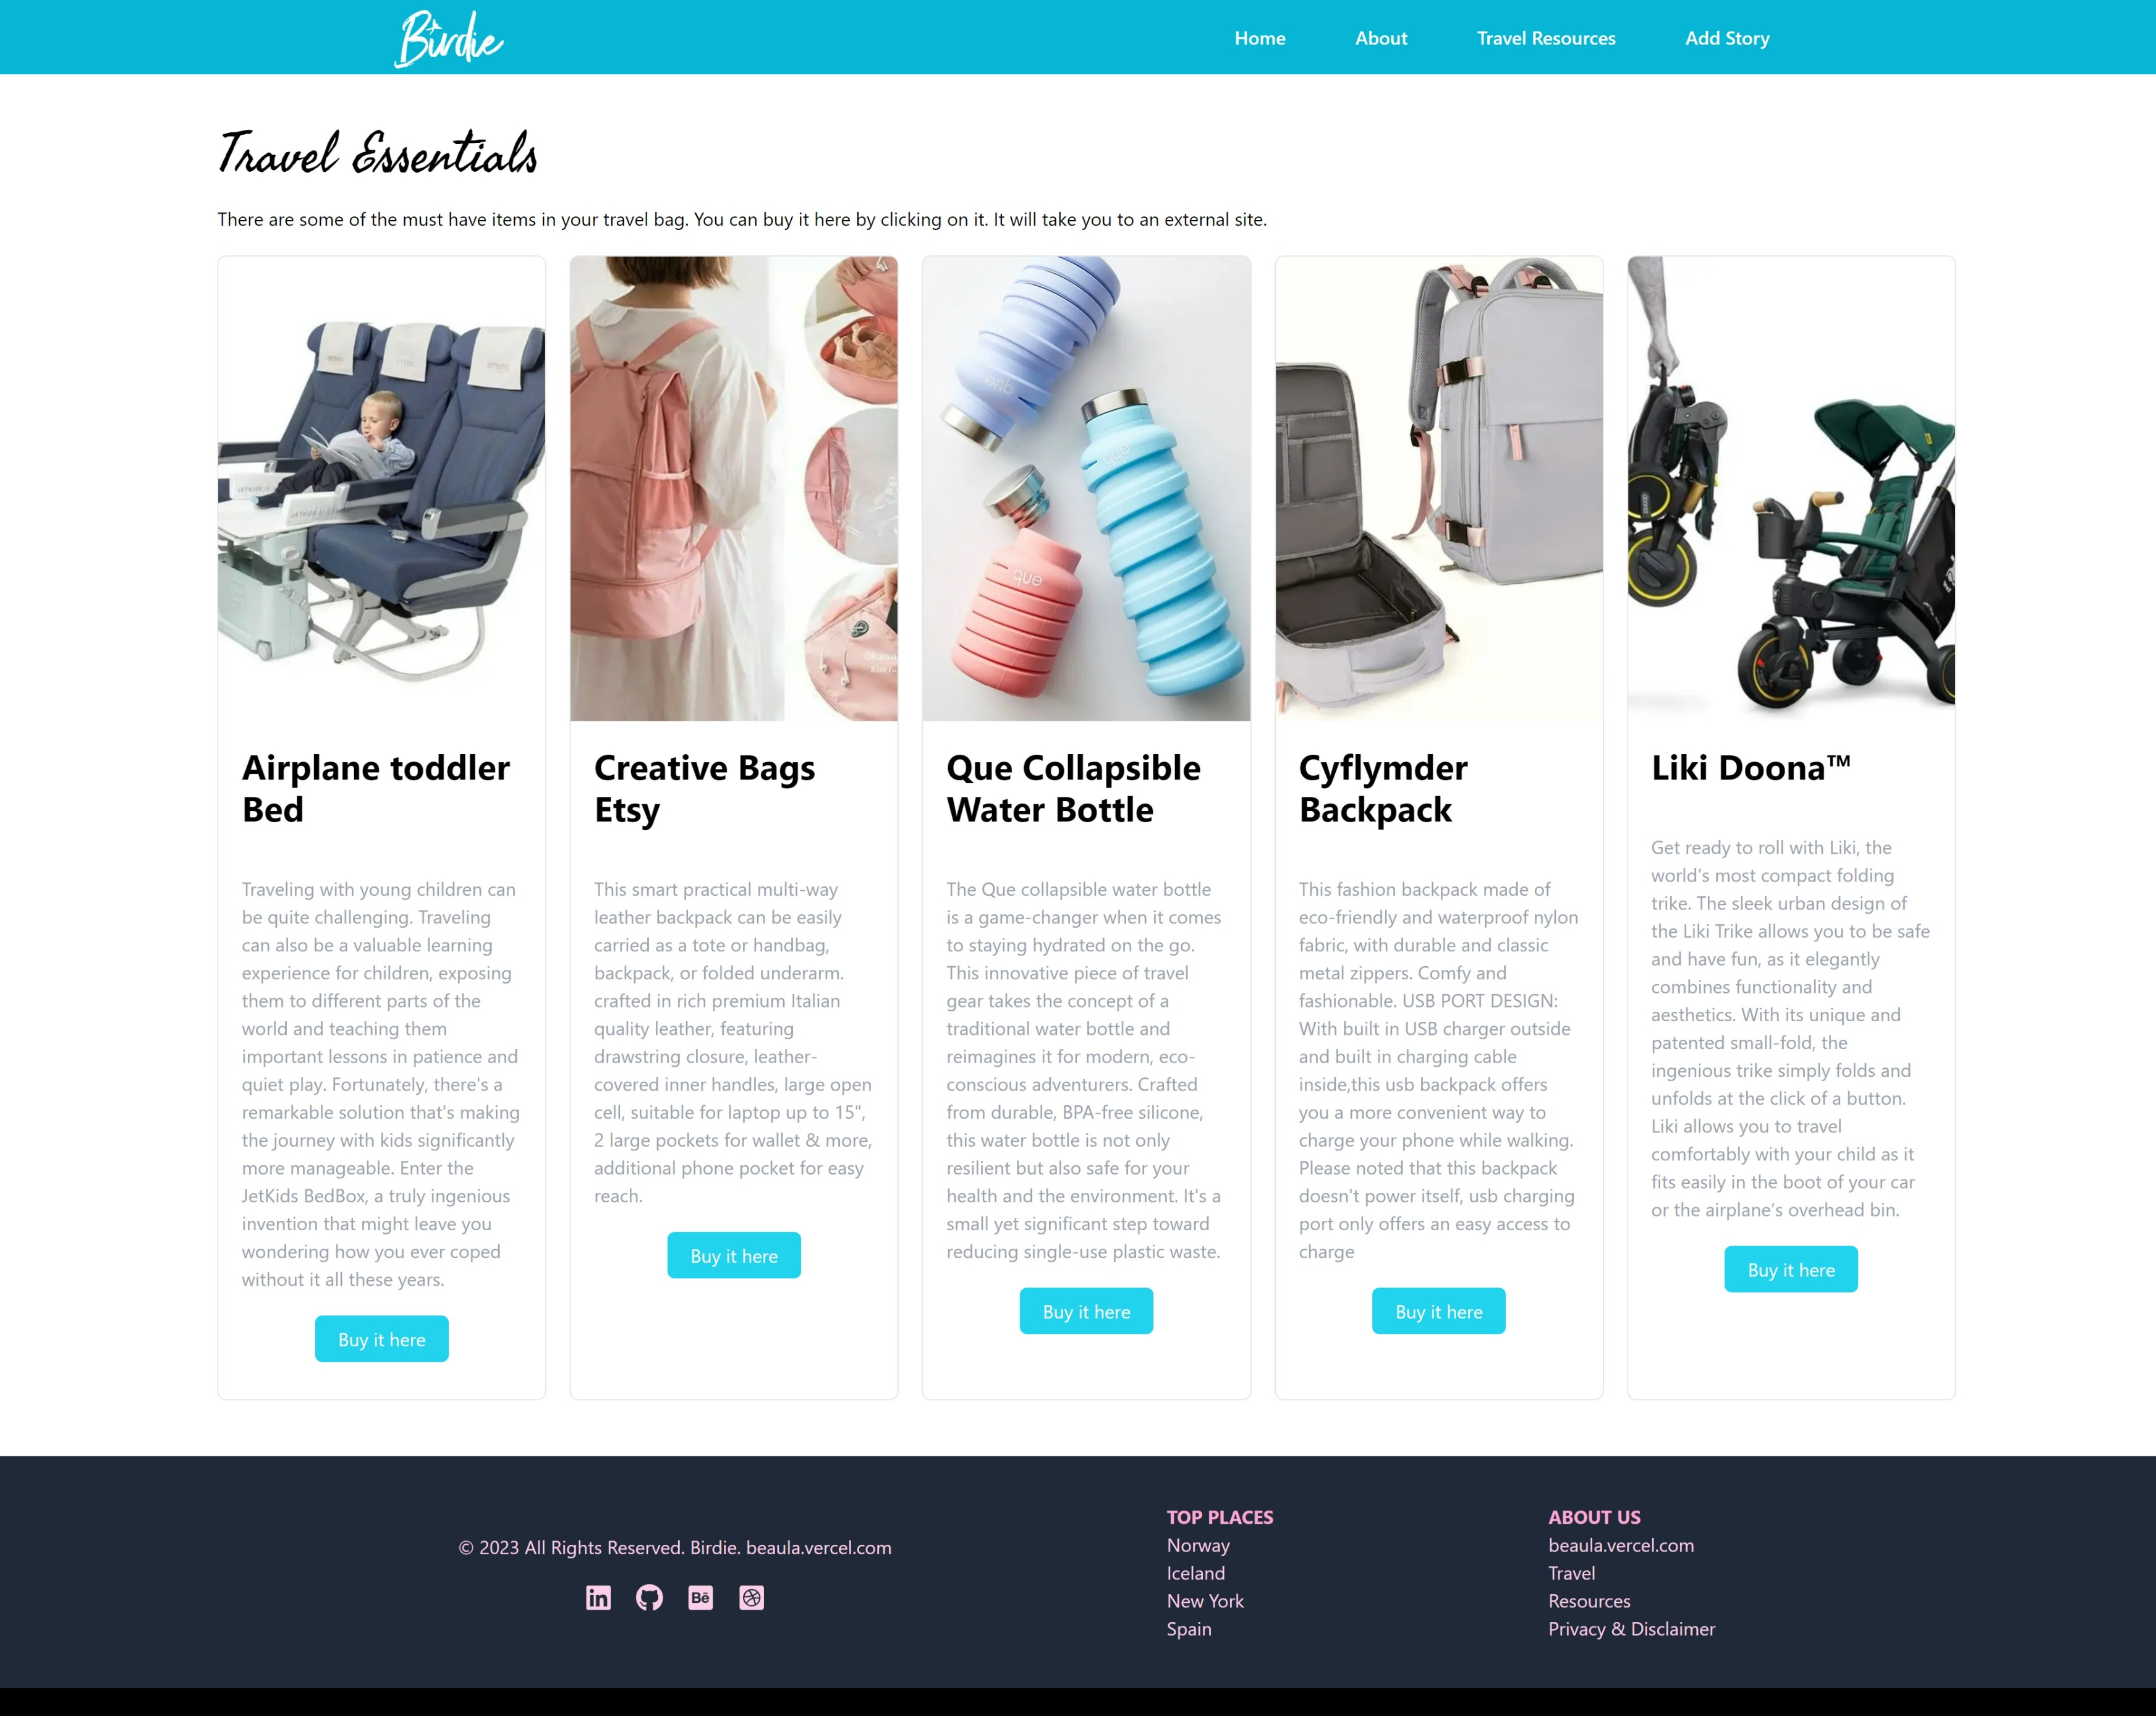 Birdie
Home About Travel Resources Add Story
Travel Essentials
There are some of the must have items in your travel bag. You can buy it here by clicking on it. It will take you to an external site.
que
que
que
Airplane toddler
Bed
Traveling with young children can
be quite challenging. Traveling
can also be a valuable learning
experience for children, exposing
them to different parts of the
world and teaching them
important lessons in patience and
quiet play. Fortunately, there's a
remarkable solution that's making
the journey with kids significantly
more manageable. Enter the
JetKids BedBox, a truly ingenious
invention that might leave you
wondering how you ever coped
without it all these years.
Buy it here
Creative Bags
Etsy
This smart practical multi-way
leather backpack can be easily
carried as a tote or handbag,
backpack, or folded underarm.
crafted in rich premium Italian
quality leather, featuring
drawstring closure, leather-
covered inner handles, large open
cell, suitable for laptop up to 15",
2 large pockets for wallet & more,
additional phone pocket for easy
reach.
Buy it here
Que Collapsible
Water Bottle
The Que collapsible water bottle
is a game-changer when it comes
to staying hydrated on the go.
This innovative piece of travel
gear takes the concept of a
traditional water bottle and
reimagines it for modern, eco-
conscious adventurers. Crafted
from durable, BPA-free silicone,
this water bottle is not only
resilient but also safe for your
health and the environment. It's a
small yet significant step toward
reducing single-use plastic waste.
Buy it here
Cyflymder
Backpack
This fashion backpack made of
eco-friendly and waterproof nylon
fabric, with durable and classic
metal zippers. Comfy and
fashionable. USB PORT DESIGN:
With built in USB charger outside
and built in charging cable
inside,this usb backpack offers
you a more convenient way to
charge your phone while walking.
Please noted that this backpack
doesn't power itself, usb charging
port only offers an easy access to
charge
Buy it here
Liki Doona™
Get ready to roll with Liki, the
world’s most compact folding
trike. The sleek urban design of
the Liki Trike allows you to be safe
and have fun, as it elegantly
combines functionality and
aesthetics. With its unique and
patented small-fold, the
ingenious trike simply folds and
unfolds at the click of a button.
Liki allows you to travel
comfortably with your child as it
fits easily in the boot of your car
or the airplane’s overhead bin.
Buy it here
© 2023 All Rights Reserved. Birdie. beaula.vercel.com
in Bē
TOP PLACES
Norway
Iceland
New York
Spain
ABOUT US
beaula.vercel.com
Travel
Resources
Privacy & Disclaimer